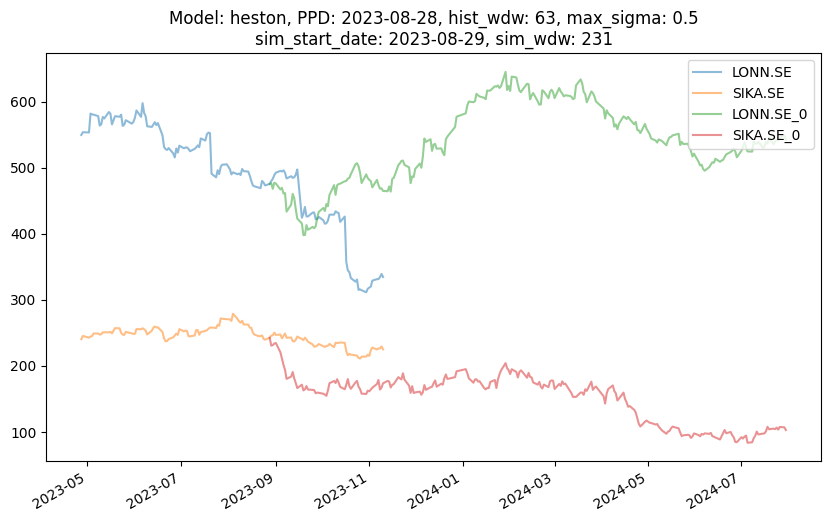 Model: heston, PPD: 2023-08-28, hist_wdw: 63, max_sigma: 0.5
sim_start_date: 2023-08-29, sim_wdw: 231
LONN.SE
SIKA.SE
LONN.SE_0
SIKA.SE_0
600
500
400
300
200
100
2023-05
2023-07
2023-09
2023-11
2024-01
2024-03
2024-05
2024-07